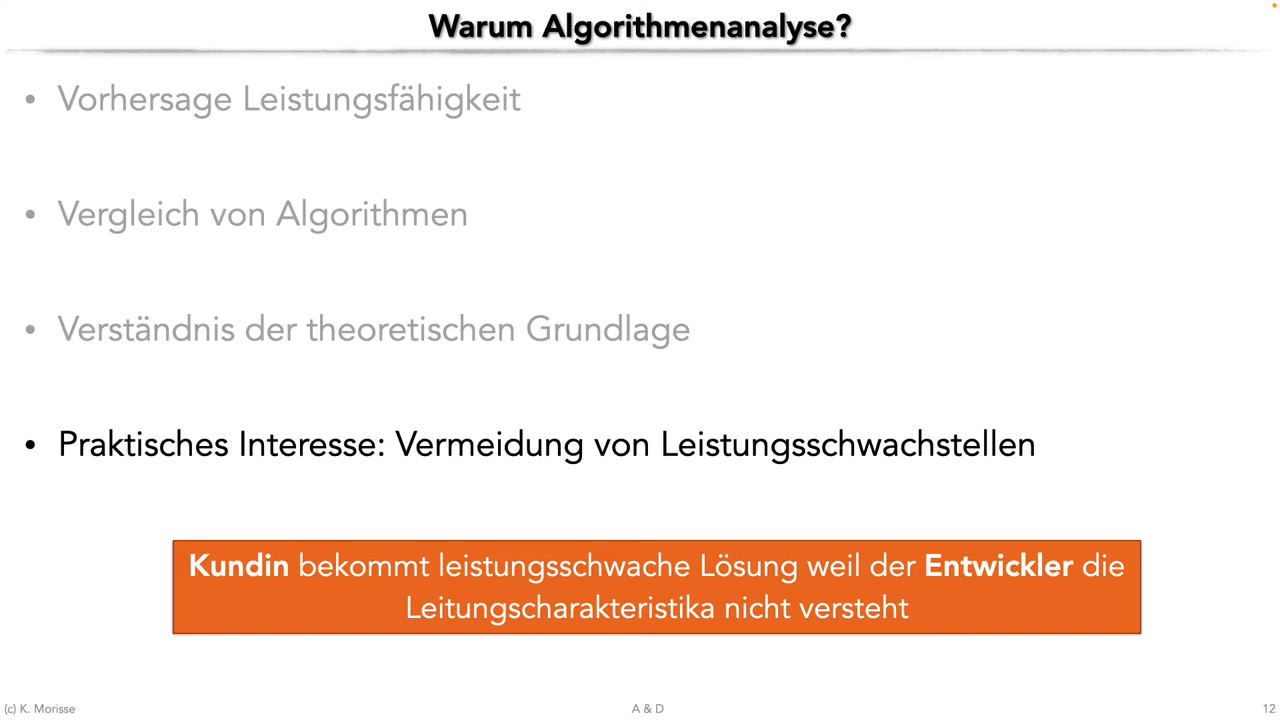 Warum Algorithmenanalyse?
• Vorhersage Leistungsfähigkeit
• Vergleich von Algorithmen
• Verständnis der theoretischen Grundlage
• Praktisches Interesse: Vermeidung von Leistungsschwachstellen
Kundin bekommt leistungsschwache Lösung weil der Entwickler die
Leitungscharakteristika nicht versteht
(c) K. Morisse
A & D
12